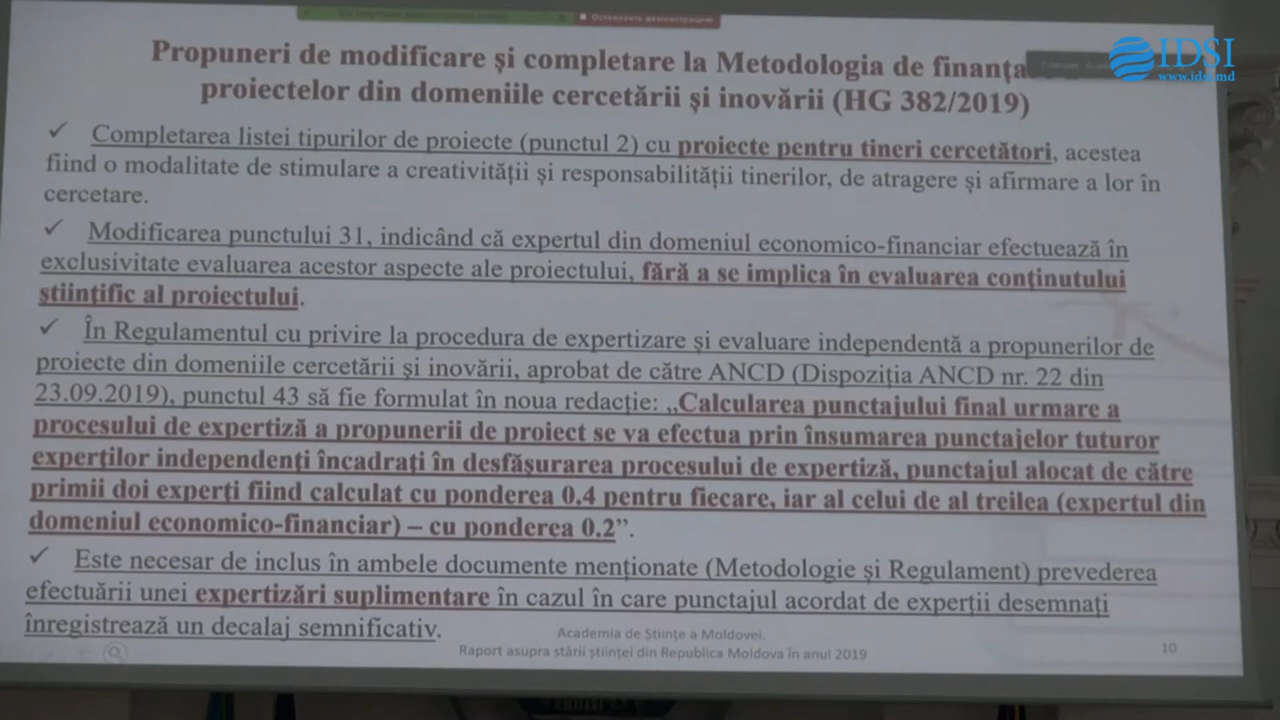 Остановить демонстрацию
IDSI
www.idsi.md
Propuneri de modificare și completare la Metodologia de finanța
proiectelor din domeniile cercetării și inovării (HG 382/2019)
✓ Completarea listei tipurilor de proiecte (punctul 2) cu proiecte pentru tineri cercetători, acestea
fiind o modalitate de stimulare a creativității și responsabilității tinerilor, de atragere și afirmare a lor în
cercetare.
✓ Modificarea punctului 31, indicând că expertul din domeniul economico-financiar efectuează în
exclusivitate evaluarea acestor aspecte ale proiectului, fără a se implica în evaluarea conținutului
științific al proiectului.
✓ În Regulamentul cu privire la procedura de expertizare și evaluare independentă a propunerilor de
proiecte din domeniile cercetării și inovării, aprobat de către ANCD (Dispoziția ANCD nr. 22 din
23.09.2019), punctul 43 să fie formulat în noua redacție: „Calcularea punctajului final urmare a
procesului de expertiză a propunerii de proiect se va efectua prin însumarea punctajelor tuturor
experților independenți încadrați în desfășurarea procesului de expertiză, punctajul alocat de către
primii doi experți fiind calculat cu ponderea 0.4 pentru fiecare, iar al celui de al treilea (expertul din
domeniul economico-financiar) – cu ponderea 0.2”.
✓ Este necesar de inclus în ambele documente menționate (Metodologie și Regulament) prevederea
efectuării unei expertizări suplimentare în cazul în care punctajul acordat de experții desemnați
înregistrează un decalaj semnificativ.
Academia de Științe a Moldovei.
Raport asupra stării științei din Republica Moldova în anul 2019
10